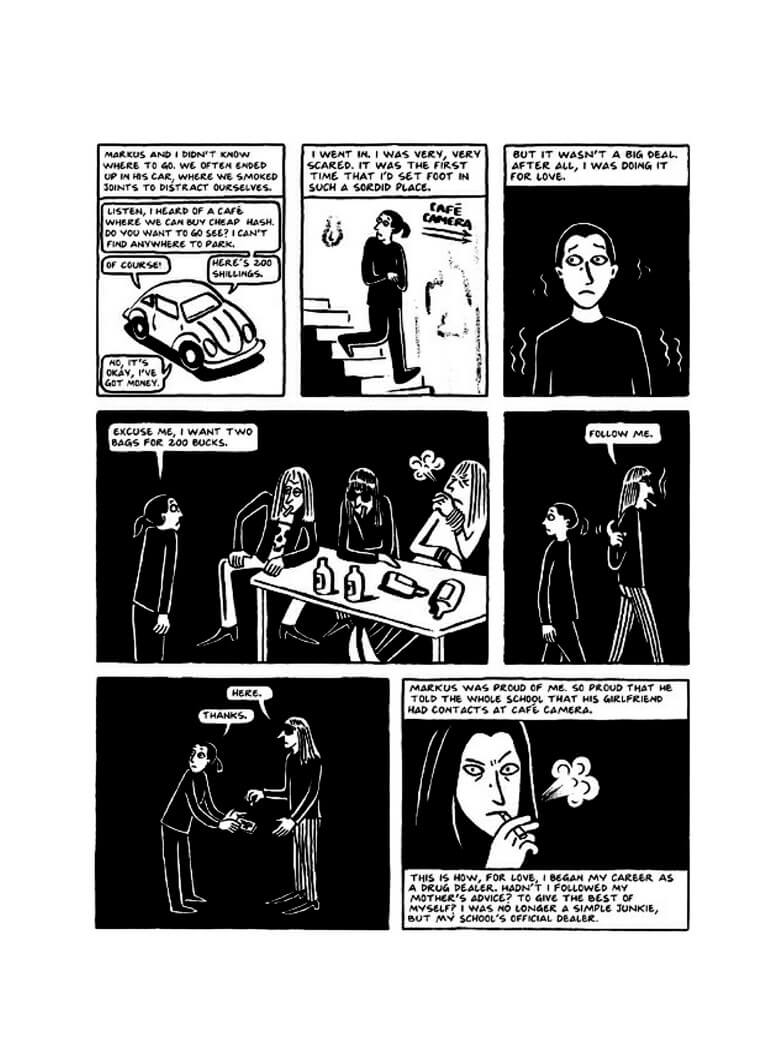 MARKUS AND I DIDN'T KNOW
WHERE TO GO. WE OFTEN ENDED
UP IN HIS CAR, WHERE WE SMOKED
JOINTS TO DISTRACT OURSELVES.
LISTEN, I HEARD OF A CAFÉ
WHERE WE CAN BUY CHEAP HASH.
DO YOU WANT TO GO SEE? I CAN'T
FIND ANYWHERE TO PARK.
OF COURSE!
HERE'S 200
SHILLINGS.
NO, IT'S
OKAY, I'VE
GOT MONEY.
I WENT IN. I WAS VERY, VERY
SCARED. IT WAS THE FIRST
TIME THAT I'D SET FOOT IN
SUCH A SORDID PLACE.
CAFÉ
CAMERA
BUT IT WASN'T A BIG DEAL.
AFTER ALL, I WAS DOING IT
FOR LOVE.
EXCUSE ME, I WANT TWO
BAGS FOR 200 BUCKS.
FOLLOW ME.
HERE.
THANKS.
MARKUS WAS PROUD OF ME. SO PROUD THAT HE
TOLD THE WHOLE SCHOOL THAT HIS GIRLFRIEND
HAD CONTACTS AT CAFÉ CAMERA.
THIS IS HOW, FOR LOVE, I BEGAN MY CAREER AS
A DRUG DEALER. HADN'T I FOLLOWED MY
MOTHER'S ADVICE? TO GIVE THE BEST OF
MYSELF? I WAS NO LONGER A SIMPLE JUNKIE,
BUT MY SCHOOL'S OFFICIAL DEALER.